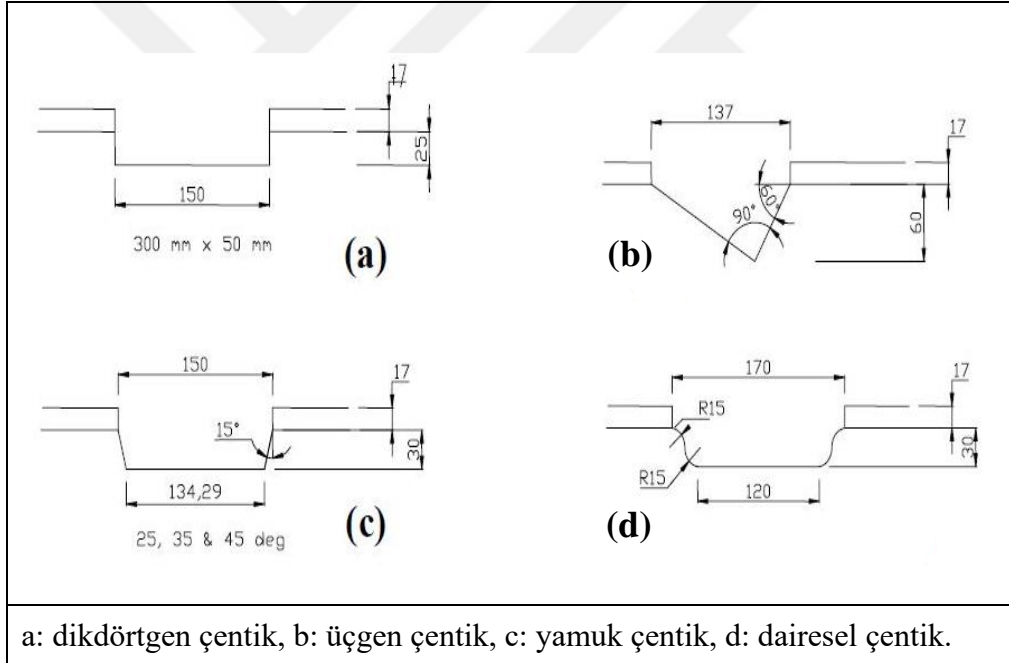 17
25
150
300 mm x 50 mm
(a)
137
17
60°
90°
60
(b)
150
17
15°
30
134,29
25, 35 & 45 deg
(c)
170
17
R15
R15
30
120
(d)
a: dikdörtgen çentik, b: üçgen çentik, c: yamuk çentik, d: dairesel çentik.